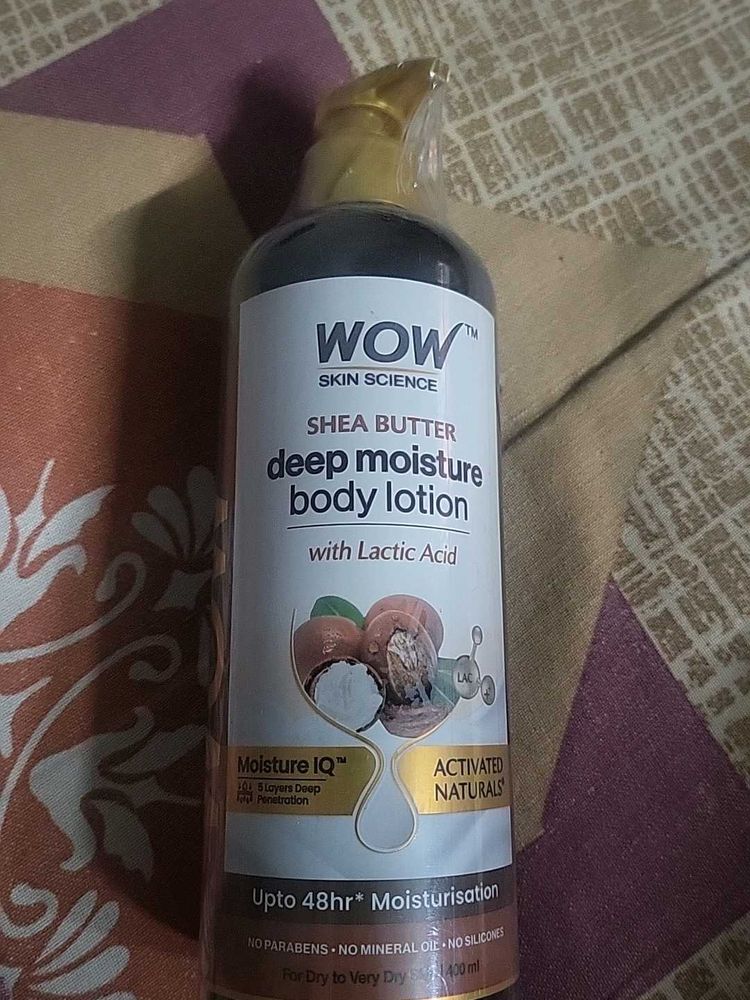 WOW™
SKIN SCIENCE
SHEA BUTTER
deep moisture
body lotion
with Lactic Acid
LAC
Moisture IQ™
5 Layers Deep
Penetration
ACTIVATED
NATURALS
Upto 48hr* Moisturisation
NO PARABENS • NO MINERAL OIL • NO SILICONES
For Dry to Very Dry Skin 400 ml